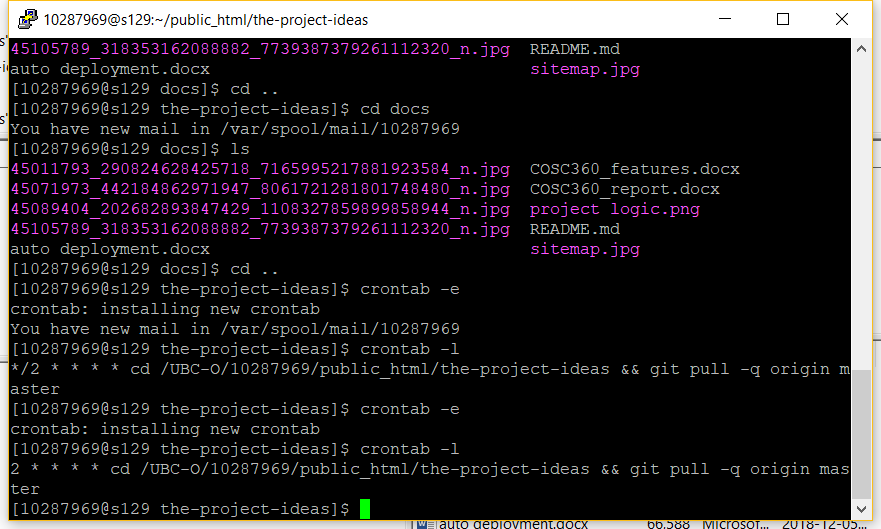 10287969@s129:~/public_html/the-project-ideas
45105789_318353162088882_7739387379261112320_n.jpg README.md
auto deployment.docx sitemap.jpg
[10287969@s129 docs]$ cd ..
[10287969@s129 the-project-ideas]$ cd docs
You have new mail in /var/spool/mail/10287969
[10287969@s129 docs]$ ls
45011793_290824628425718_7165995217881923584_n.jpg COSC360_features.docx
45071973_442184862971947_8061721281801748480_n.jpg COSC360_report.docx
45089404_202682893847429_1108327859899858944_n.jpg project logic.png
45105789_318353162088882_7739387379261112320_n.jpg README.md
auto deployment.docx sitemap.jpg
[10287969@s129 docs]$ cd ..
[10287969@s129 the-project-ideas]$ crontab -e
crontab: installing new crontab
You have new mail in /var/spool/mail/10287969
[10287969@s129 the-project-ideas]$ crontab -l
*/2 * * * * cd /UBC-O/10287969/public_html/the-project-ideas && git pull -q origin m
aster
[10287969@s129 the-project-ideas]$ crontab -e
crontab: installing new crontab
[10287969@s129 the-project-ideas]$ crontab -l
2 * * * * cd /UBC-O/10287969/public_html/the-project-ideas && git pull -q origin mas
ter
[10287969@s129 the-project-ideas]$
auto deployment.docx 66,588 Microsoft... 2018-12-05...